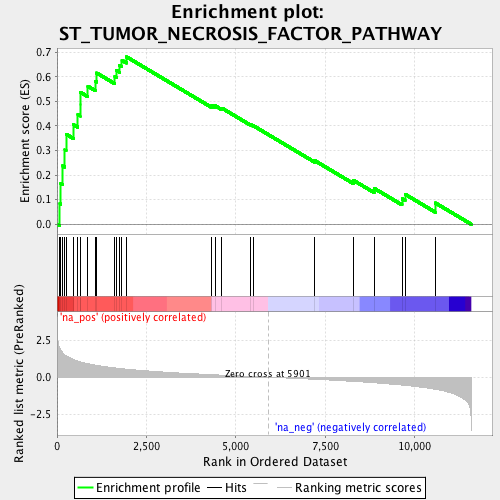 Enrichment plot:
ST_TUMOR_NECROSIS_FACTOR_PATHWAY
Enrichment score (ES)
0.7
0.6
0.5
0.4
0.3
0.2
0.1
0.0
'na_pos' (positively correlated)
Ranked list metric (PreRanked)
2.5
0.0
-2.5
Zero cross at 5901
'na_neg' (negatively correlated)
0
2,500
5,000
7,500
10,000
Rank in Ordered Dataset
Enrichment profile
Hits
Ranking metric scores